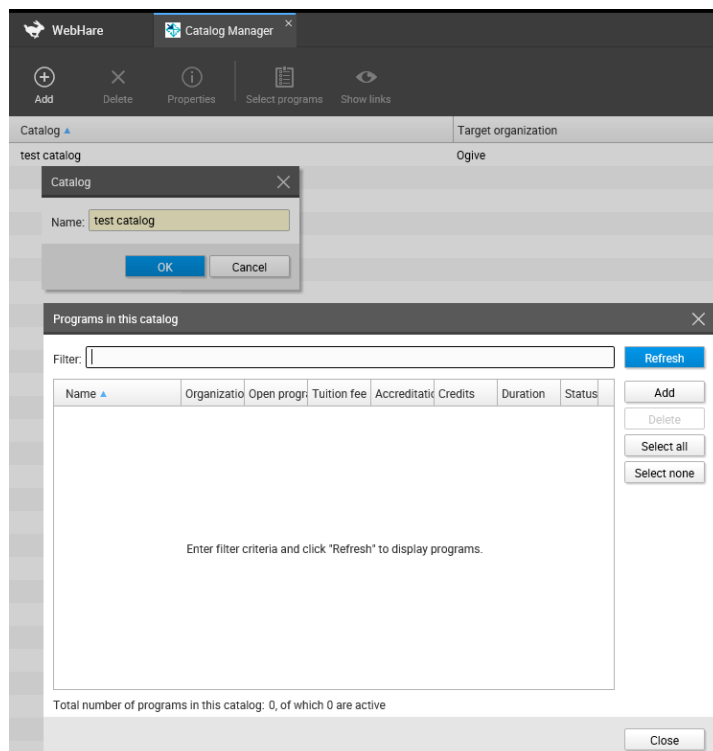 WebHare Catalog Manager
Add Delete Properties Select programs Show links
Catalog Target organization
test catalog Ogive
Catalog
Name: test catalog
OK Cancel
Programs in this catalog
Filter: Refresh
Name Organizatio Open progra Tuition fee Accreditatic Credits Duration Status Add
Delete
Select all
Select none
Enter filter criteria and click "Refresh" to display programs.
Total number of programs in this catalog: 0, of which 0 are active
Close